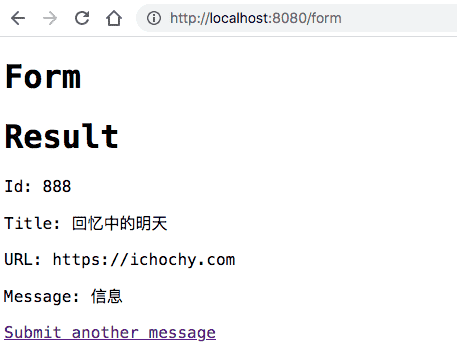 http://localhost:8080/form
Form
Result
Id: 888
Title: 回忆中的明天
URL: https://ichochy.com
Message: 信息
Submit another message